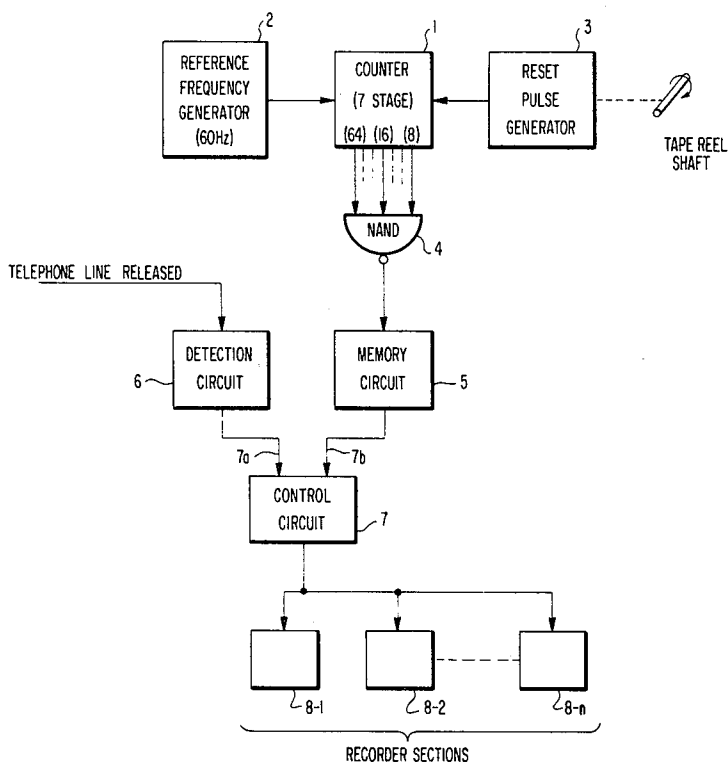 2
1
3
REFERENCE
FREQUENCY
GENERATOR
(60Hz)
COUNTER
(7 STAGE)
(64) (16) (8)
RESET
PULSE
GENERATOR
TAPE REEL
SHAFT
NAND
4
TELEPHONE LINE RELEASED
DETECTION
CIRCUIT
6
MEMORY
CIRCUIT
5
7a
7b
CONTROL
CIRCUIT
7
8-1
8-2
8-n
RECORDER SECTIONS